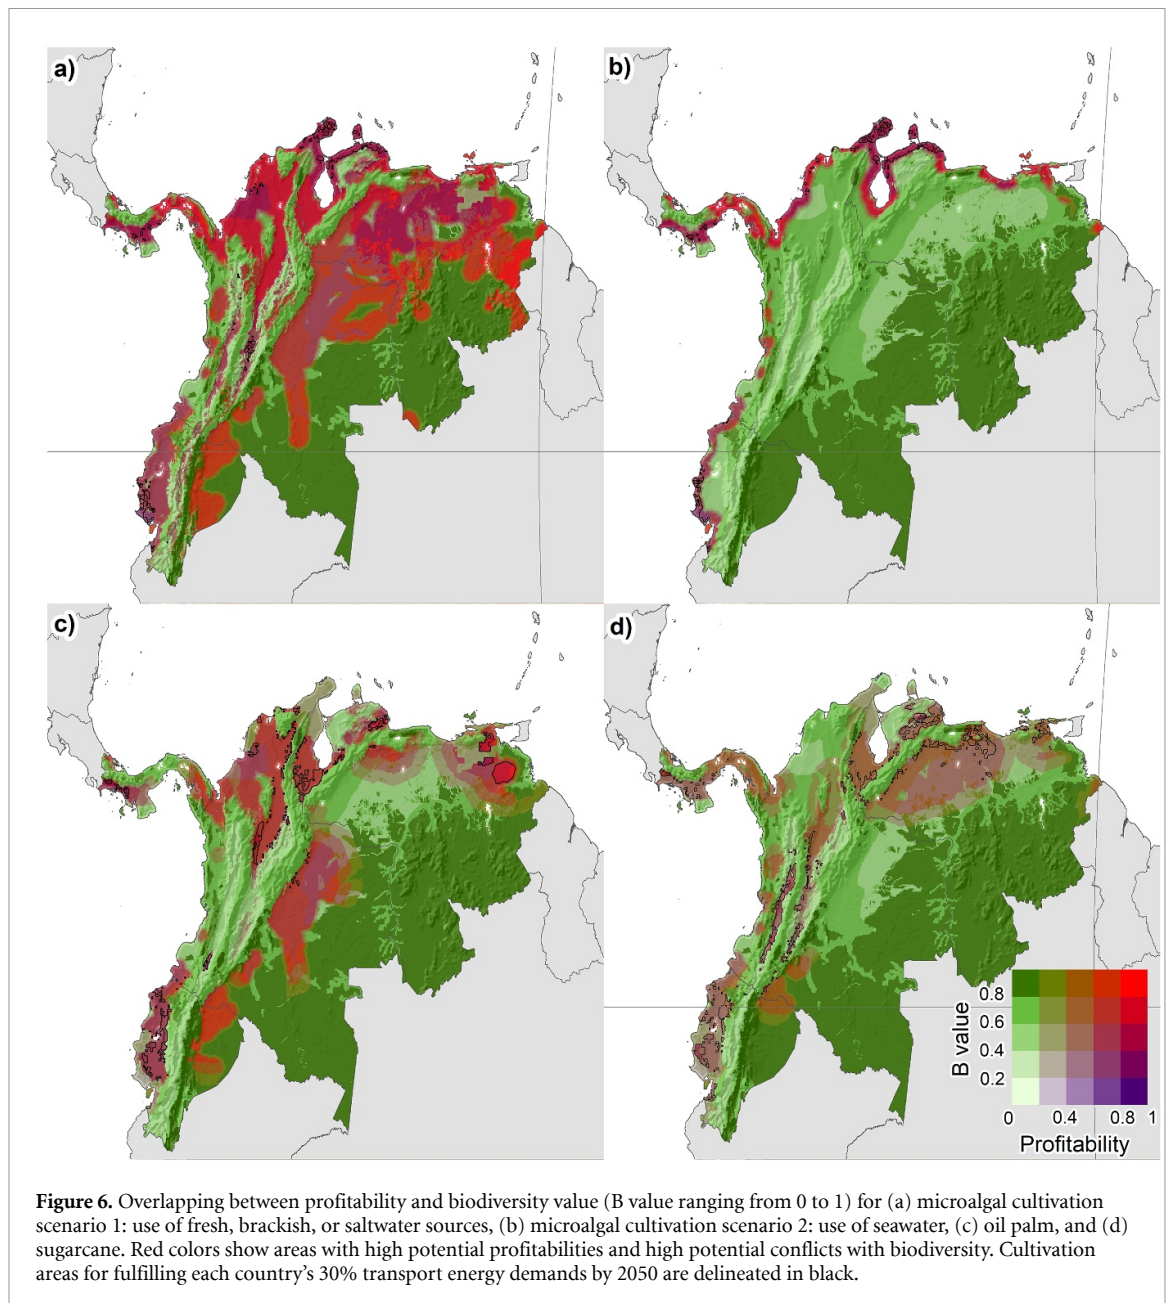 a)
b)
c)
d)
B value
0.8
0.6
0.4
0.2
0 0.4 0.8 1
Profitability
Figure 6. Overlapping between profitability and biodiversity value (B value ranging from 0 to 1) for (a) microalgal cultivation
scenario 1: use of fresh, brackish, or saltwater sources, (b) microalgal cultivation scenario 2: use of seawater, (c) oil palm, and (d)
sugarcane. Red colors show areas with high potential profitabilities and high potential conflicts with biodiversity. Cultivation
areas for fulfilling each country’s 30% transport energy demands by 2050 are delineated in black.